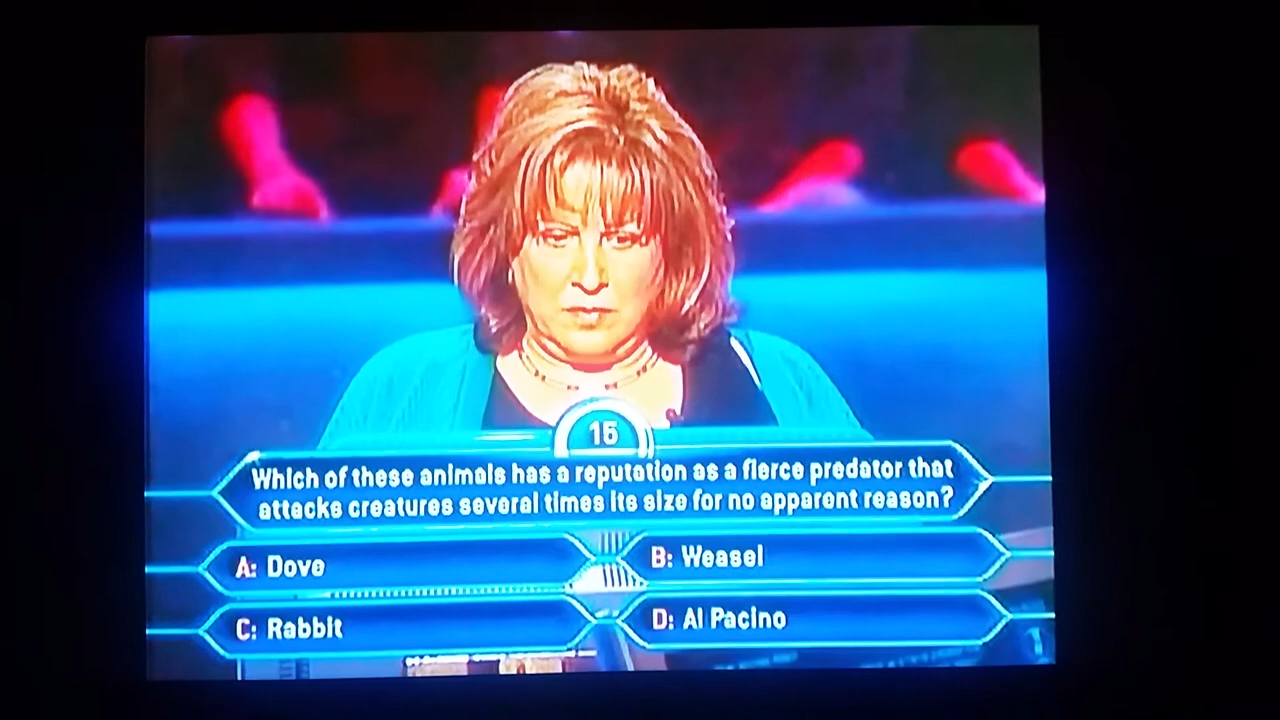 15
Which of these animals has a reputation as a fierce predator that
attacks creatures several times its size for no apparent reason?
A: Dove
B: Weasel
C: Rabbit
D: Al Pacino